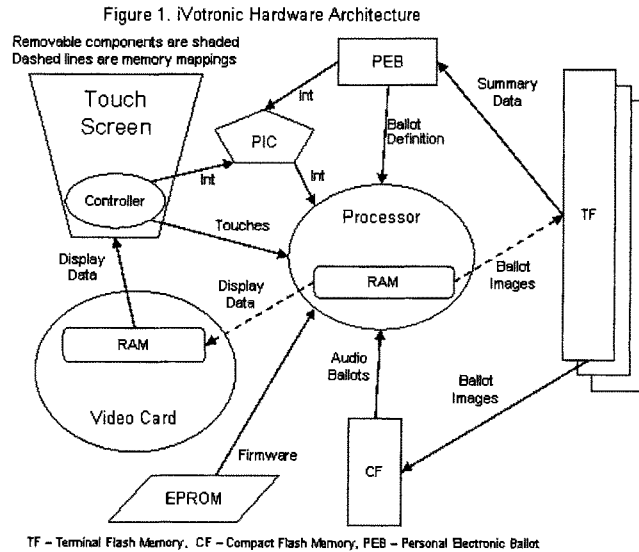 Figure 1. iVotronic Hardware Architecture
Removable components are shaded
Dashed lines are memory mappings
Touch
Screen
Controller
PIC
PEB
Int
Int
Int
Ballot
Definition
Summary
Data
TF
Processor
RAM
Touches
Display
Data
Display
Data
Ballot
Images
RAM
Video Card
Audio
Ballots
Ballot
Images
Firmware
EPROM
CF
TF – Terminal Flash Memory, CF – Compact Flash Memory, PEB – Personal Electronic Ballot